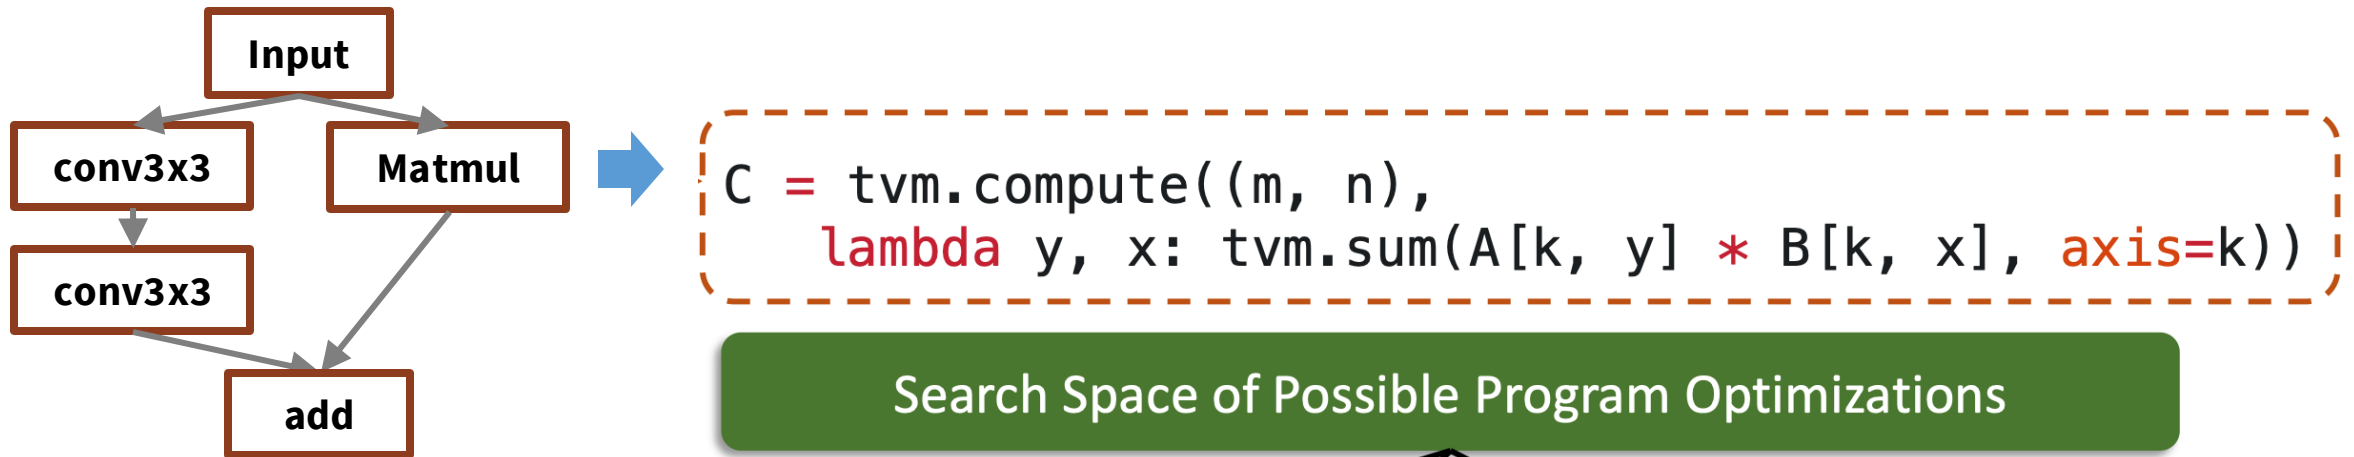 Input
conv3x3
Matmul
conv3x3
add
C = tvm.compute((m, n),
lambda y, x: tvm.sum(A[k, y] * B[k, x], axis=k))
Search Space of Possible Program Optimizations